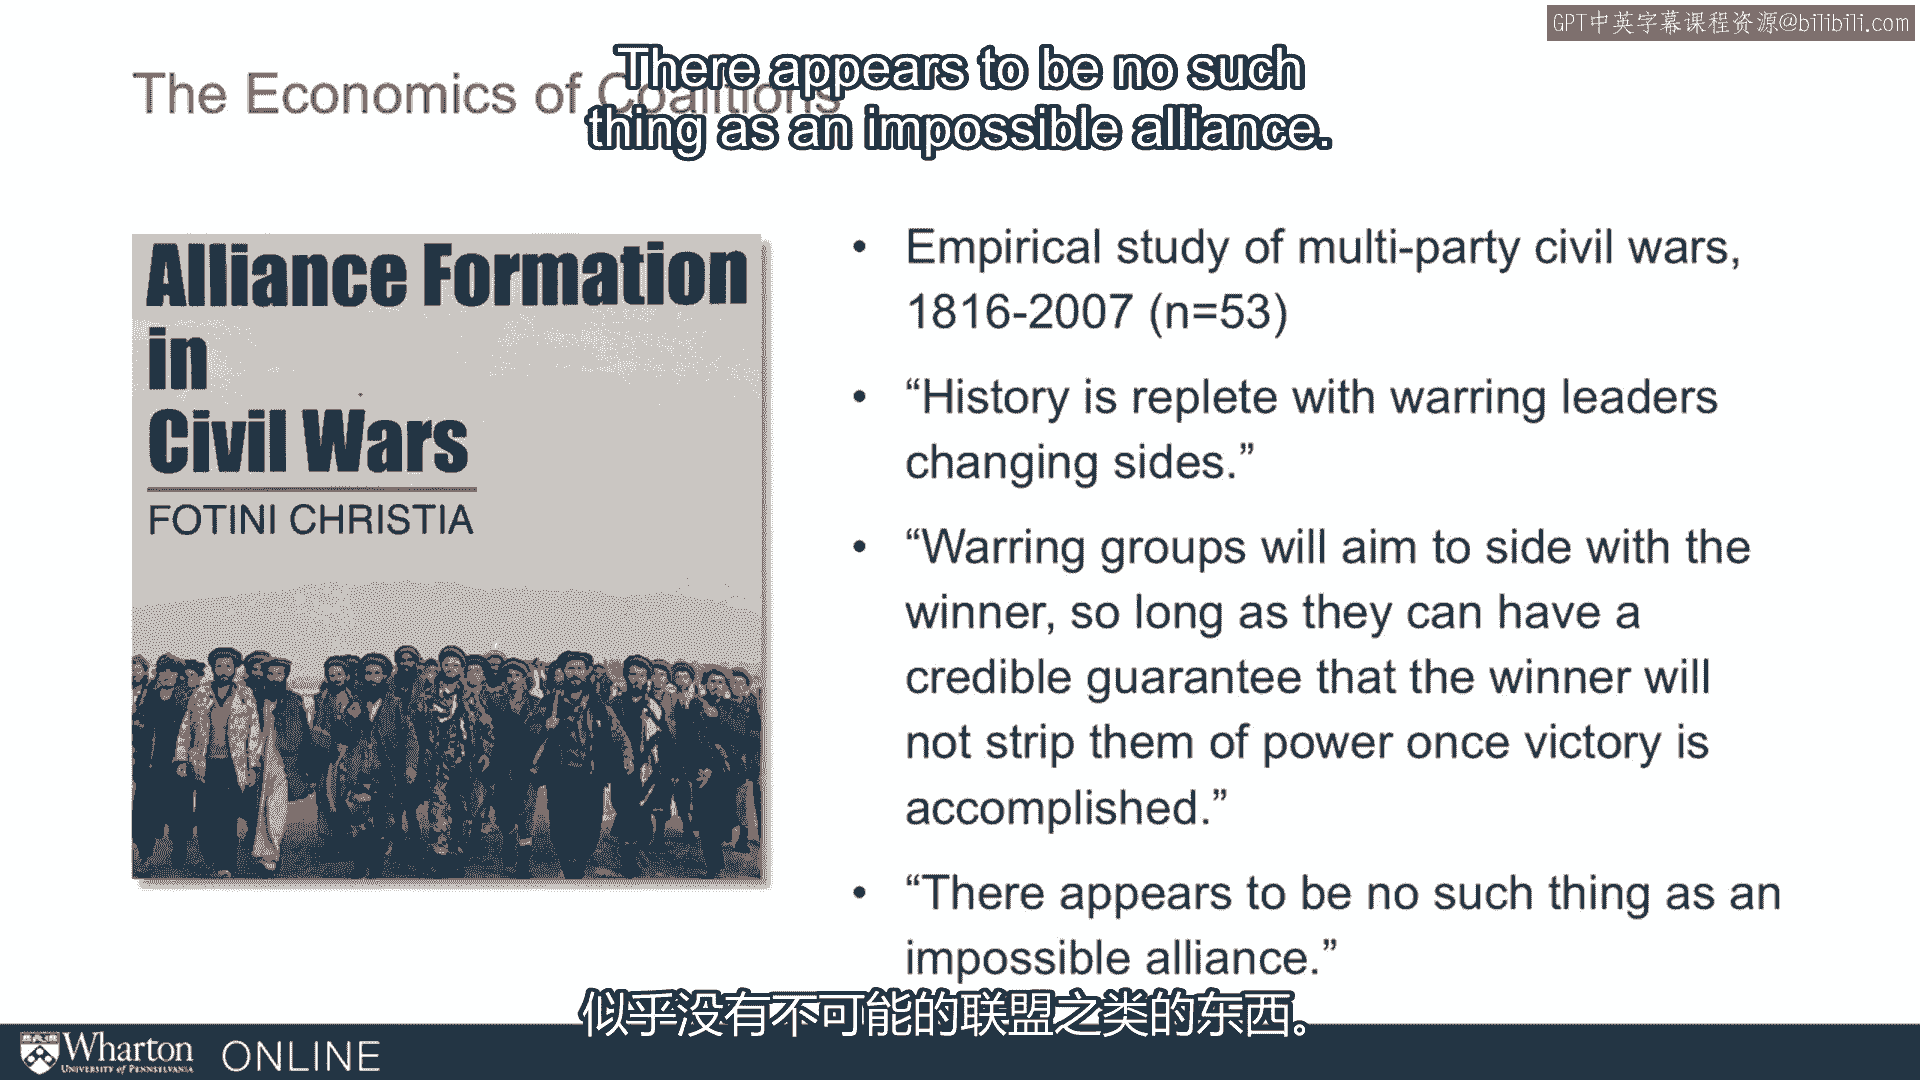 GPT中英字幕课程资源@bilibili.com
The Economics of Coalitions
There appears to be no such
thing as an impossible alliance.
Alliance Formation
in
Civil Wars
FOTINI CHRISTIA
• Empirical study of multi-party civil wars,
1816-2007 (n=53)
• “History is replete with warring leaders
changing sides.”
• “Warring groups will aim to side with the
winner, so long as they can have a
credible guarantee that the winner will
not strip them of power once victory is
accomplished.”
• “There appears to be no such thing as an
impossible alliance.”
似乎没有不可能的联盟之类的东西。
Wharton ONLINE
UNIVERSITY OF PENNSYLVANIA